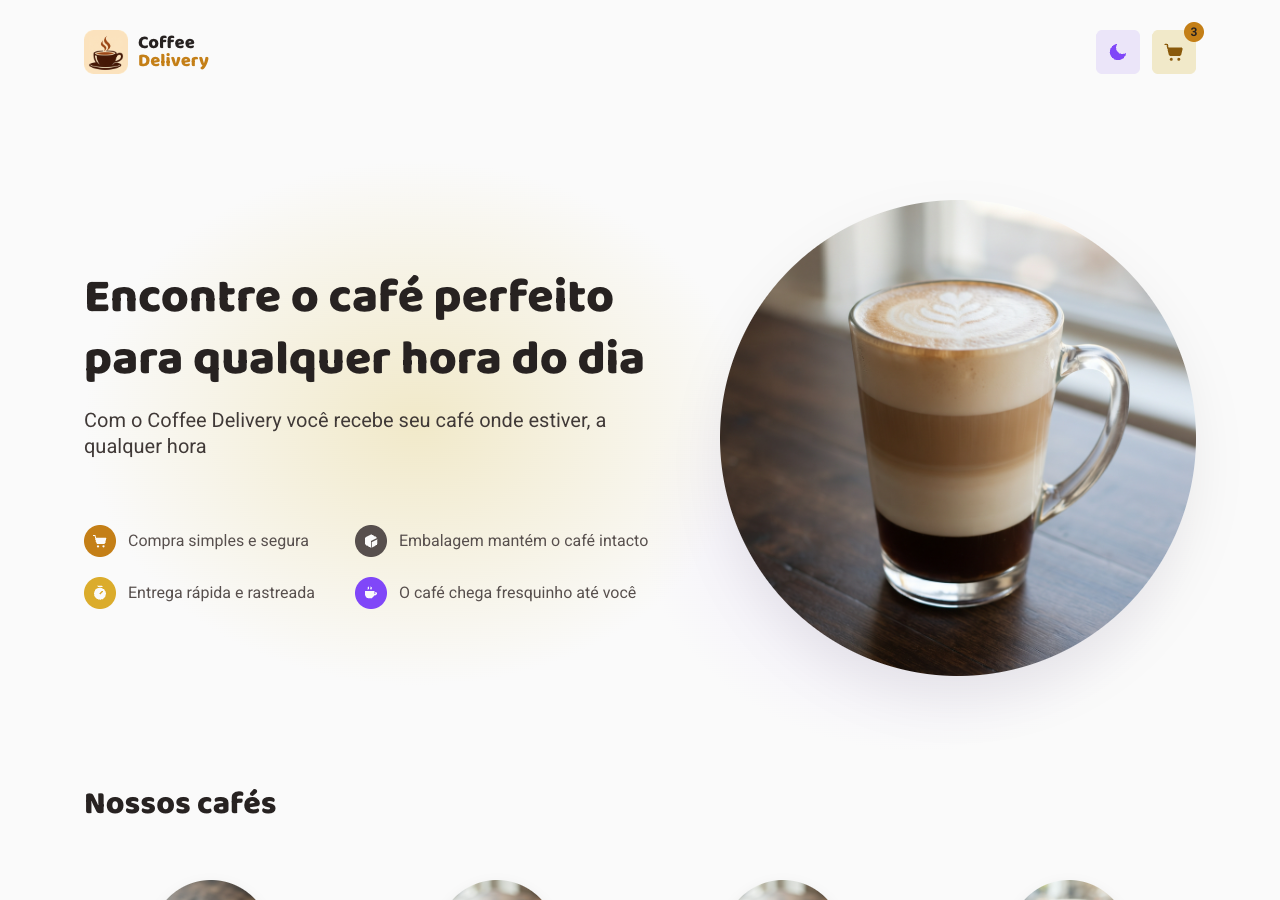 Coffee
Delivery
3
Encontre o café perfeito
para qualquer hora do dia
Com o Coffee Delivery você recebe seu café onde estiver, a
qualquer hora
Compra simples e segura
Embalagem mantém o café intacto
Entrega rápida e rastreada
O café chega fresquinho até você
Nossos cafés